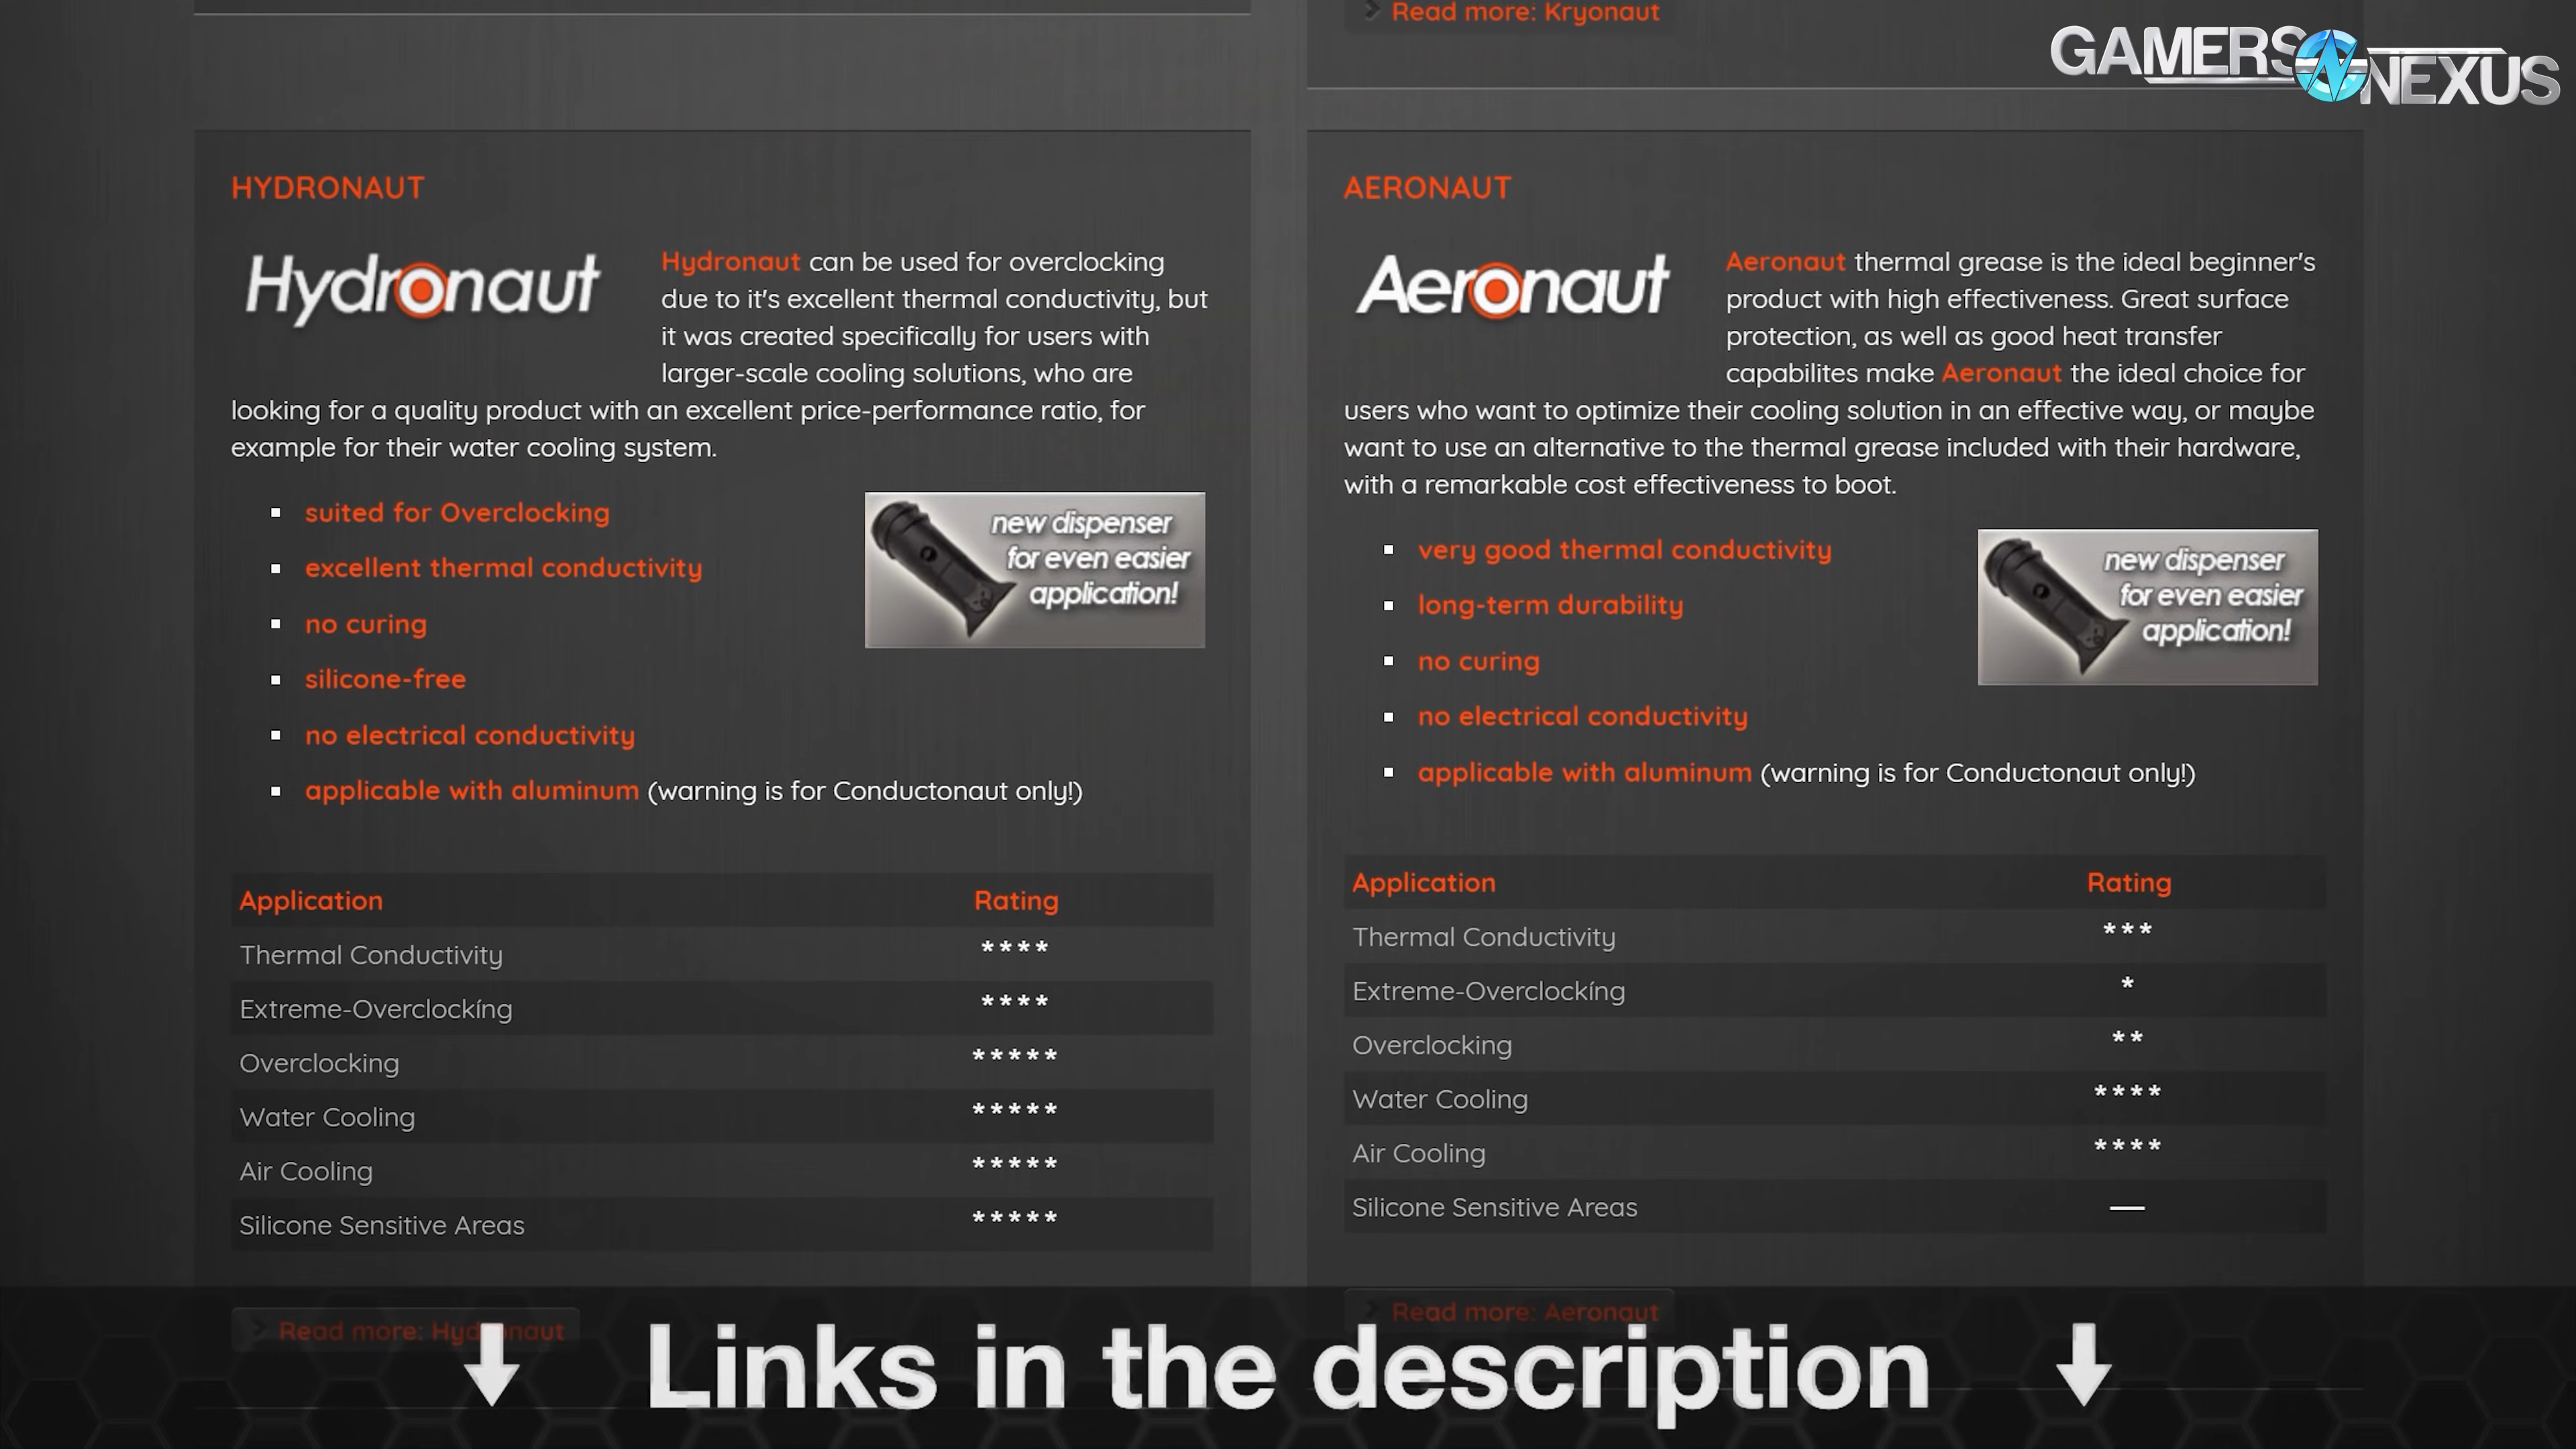 Read more: Kryonaut
GAMERS NEXUS
HYDRONAUT
Hydronaut
Hydronaut can be used for overclocking
due to it's excellent thermal conductivity, but
it was created specifically for users with
larger-scale cooling solutions, who are
looking for a quality product with an excellent price-performance ratio, for
example for their water cooling system.
suited for Overclocking
excellent thermal conductivity
no curing
silicone-free
no electrical conductivity
applicable with aluminum (warning is for Conductonaut only!)
new dispenser
for even easier
application!
Application Rating
Thermal Conductivity ****
Extreme-Overclockíng ****
Overclocking *****
Water Cooling *****
Air Cooling *****
Silicone Sensitive Areas *****
Read more: Hydronaut
AERONAUT
Aeronaut
Aeronaut thermal grease is the ideal beginner's
product with high effectiveness. Great surface
protection, as well as good heat transfer
capabilites make Aeronaut the ideal choice for
users who want to optimize their cooling solution in an effective way, or maybe
want to use an alternative to the thermal grease included with their hardware,
with a remarkable cost effectiveness to boot.
very good thermal conductivity
long-term durability
no curing
no electrical conductivity
applicable with aluminum (warning is for Conductonaut only!)
new dispenser
for even easier
application!
Application Rating
Thermal Conductivity ***
Extreme-Overclockíng *
Overclocking **
Water Cooling ****
Air Cooling ****
Silicone Sensitive Areas —
Read more: Aeronaut
Links in the description